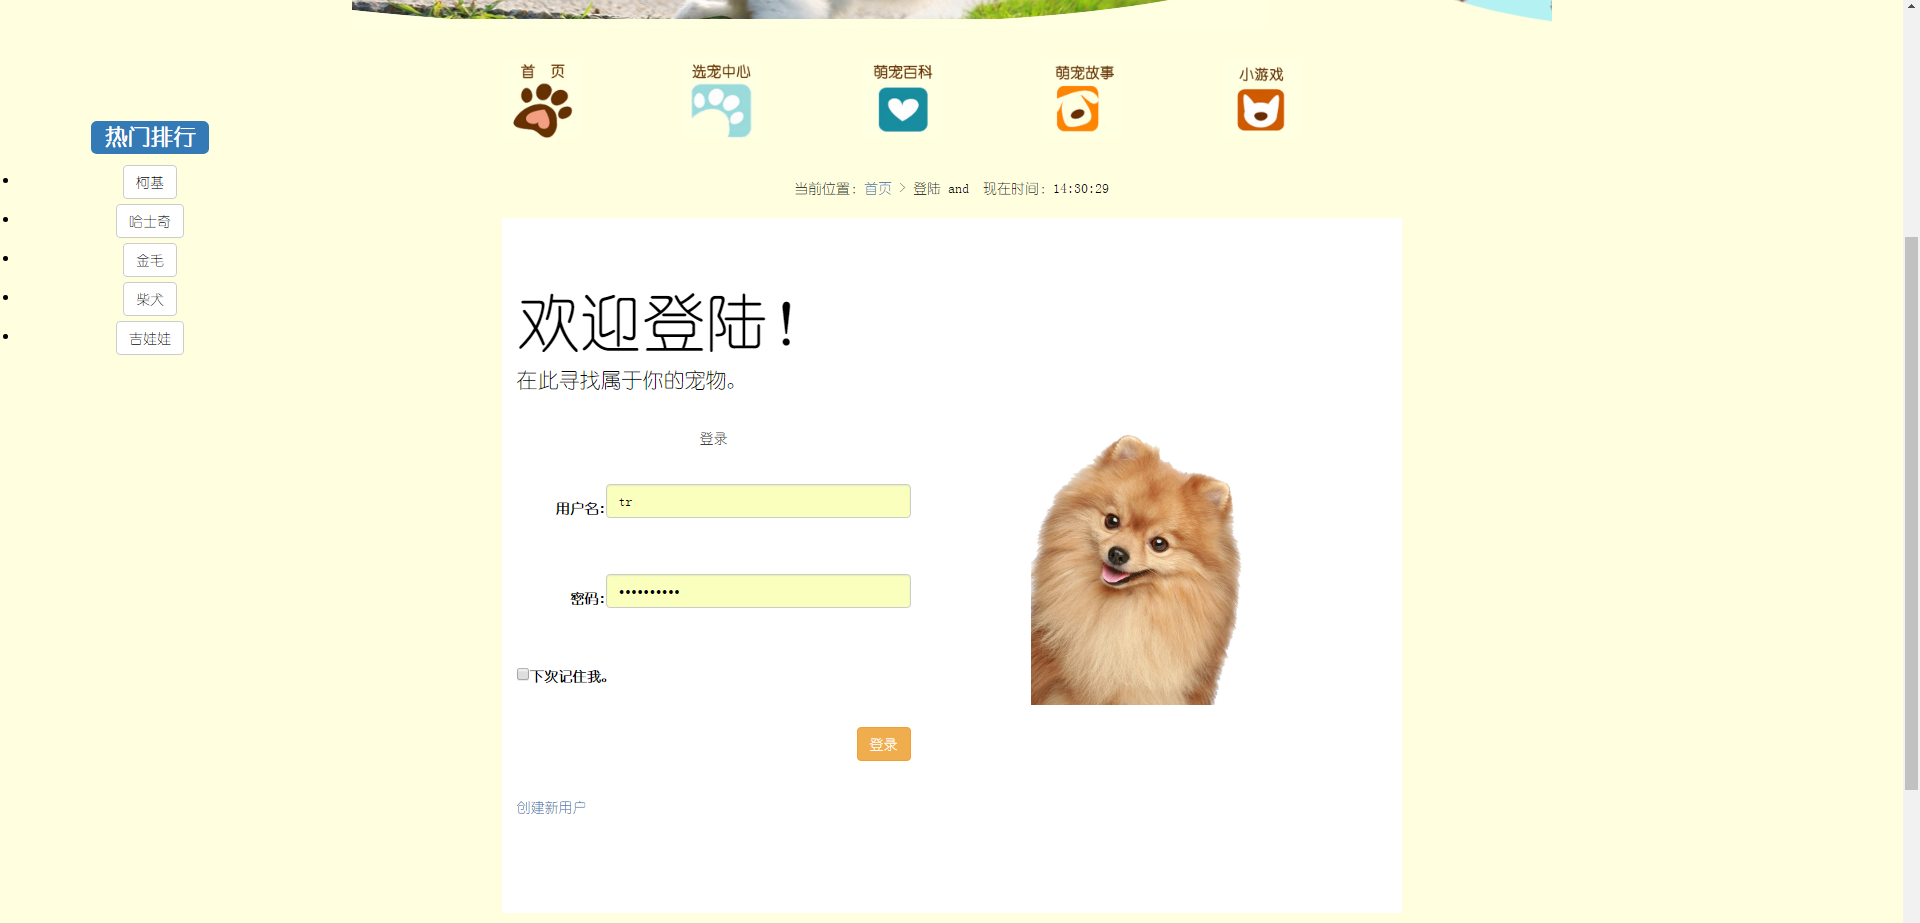 首　页
选宠中心
萌宠百科
萌宠故事
小游戏
热门排行
柯基
哈士奇
金毛
柴犬
吉娃娃
当前位置: 首页 > 登陆 and 现在时间: 14:30:29
欢迎登陆!
在此寻找属于你的宠物。
登录
用户名: tr
密码: ••••••••••
下次记住我。
登录
创建新用户